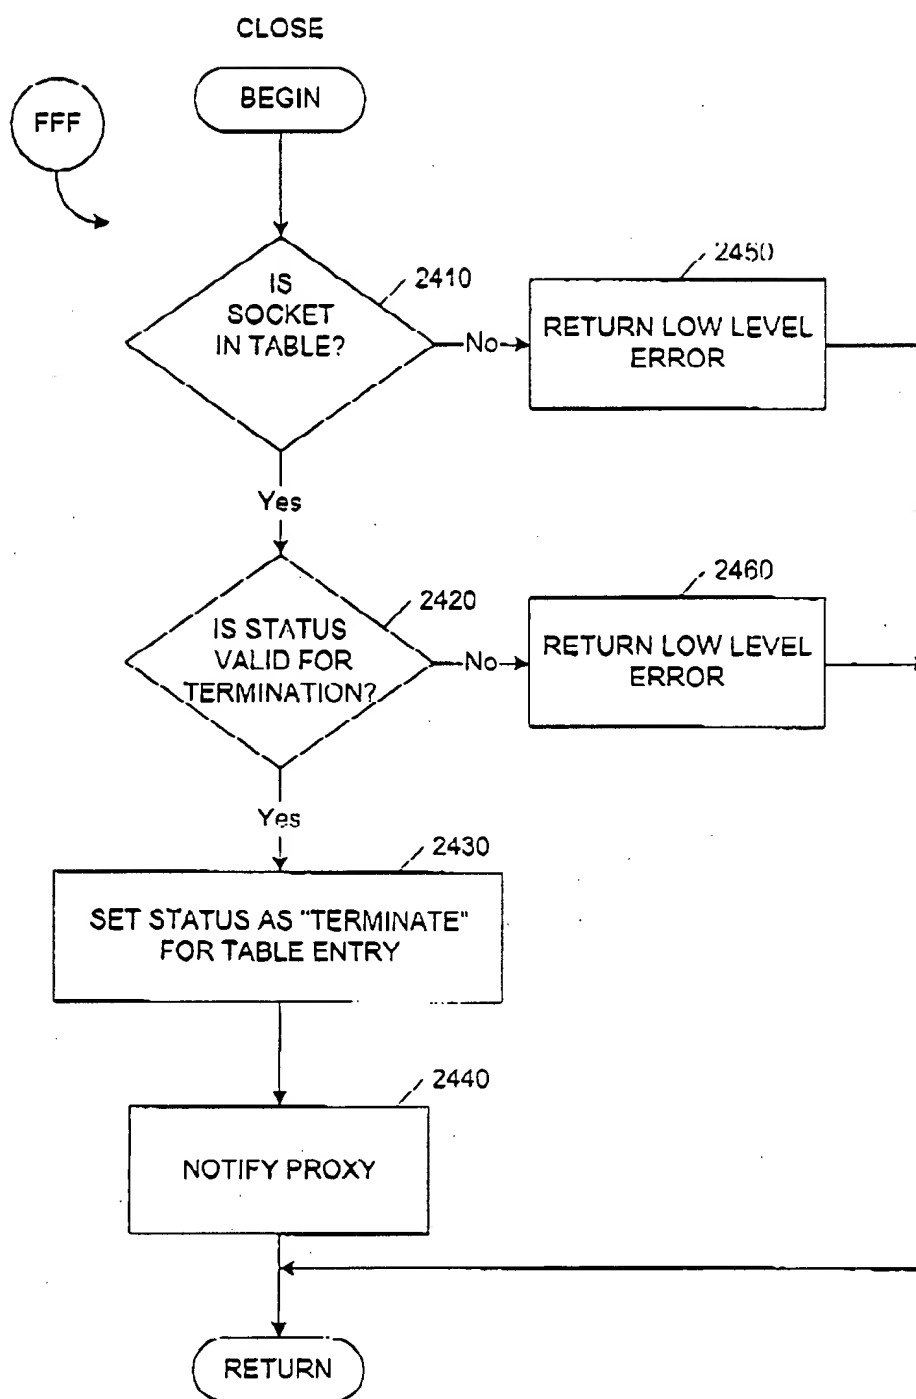 CLOSE
BEGIN
FFF
IS
SOCKET
IN TABLE?
2410
No
2450
RETURN LOW LEVEL
ERROR
Yes
IS STATUS
VALID FOR
TERMINATION?
2420
No
2460
RETURN LOW LEVEL
ERROR
Yes
2430
SET STATUS AS "TERMINATE"
FOR TABLE ENTRY
2440
NOTIFY PROXY
RETURN